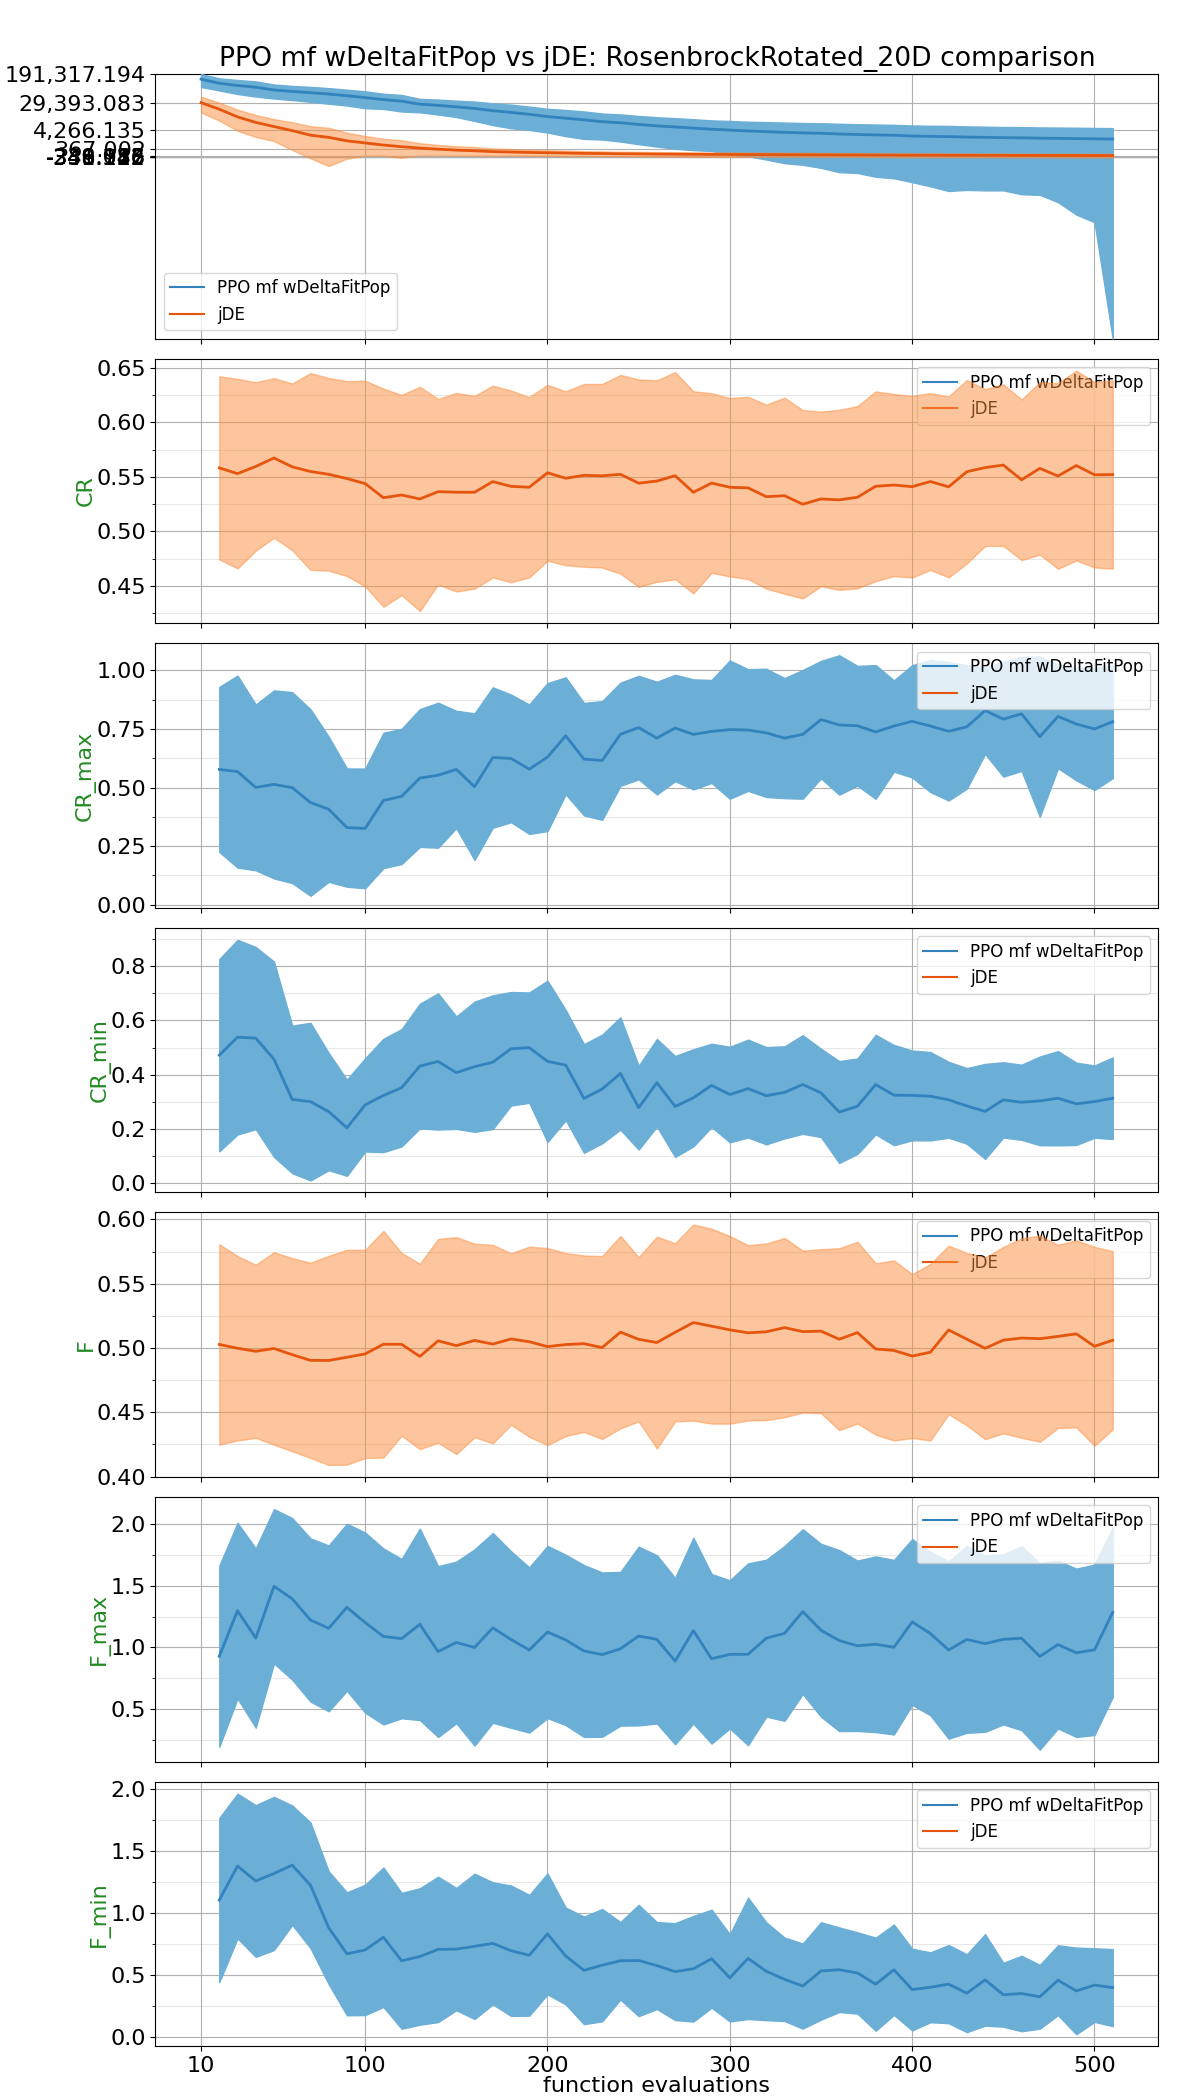 PPO mf wDeltaFitPop vs jDE: RosenbrockRotated_20D comparison
191,317.194
29,393.083
4,266.135
367.002
PPO mf wDeltaFitPop
jDE
0.65
0.60
0.55
0.50
0.45
CR
PPO mf wDeltaFitPop
jDE
1.00
0.75
0.50
0.25
0.00
CR_max
PPO mf wDeltaFitPop
jDE
0.8
0.6
0.4
0.2
0.0
CR_min
PPO mf wDeltaFitPop
jDE
0.60
0.55
0.50
0.45
0.40
F
PPO mf wDeltaFitPop
jDE
2.0
1.5
1.0
0.5
F_max
PPO mf wDeltaFitPop
jDE
2.0
1.5
1.0
0.5
0.0
F_min
PPO mf wDeltaFitPop
jDE
10
100
200
300
400
500
function evaluations